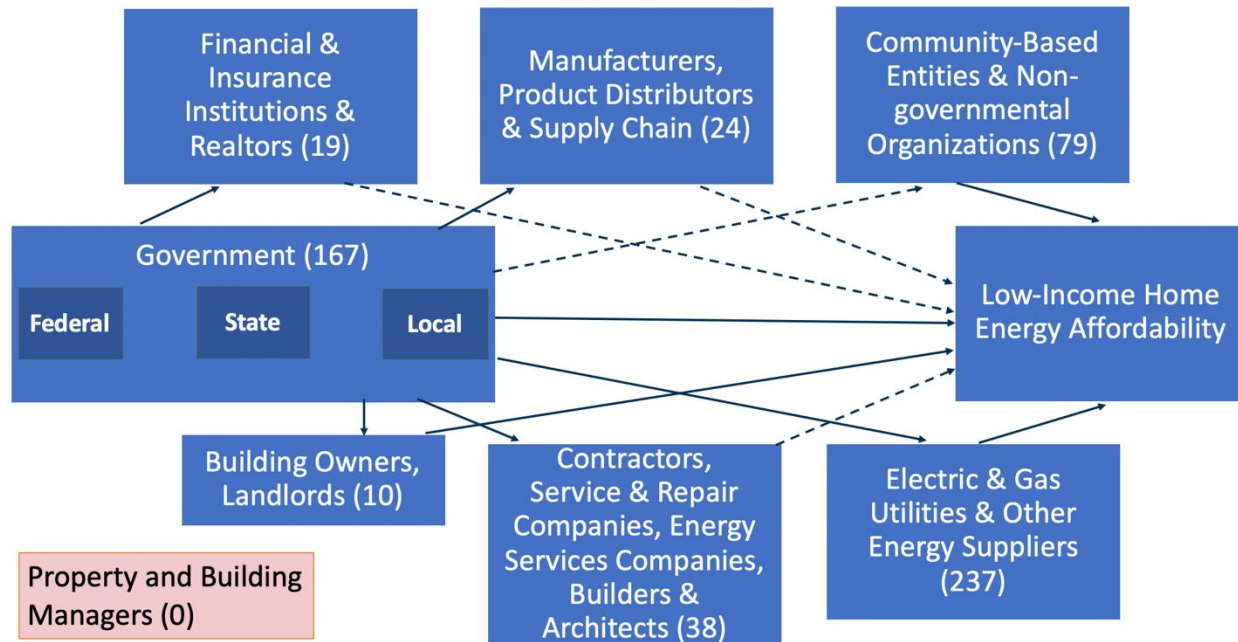 Financial &
Insurance
Institutions &
Realtors (19)
Manufacturers,
Product Distributors
& Supply Chain (24)
Community-Based
Entities & Non-
governmental
Organizations (79)
Government (167)
Federal
State
Local
Low-Income Home
Energy Affordability
Building Owners,
Landlords (10)
Contractors,
Service & Repair
Companies, Energy
Services Companies,
Builders &
Architects (38)
Electric & Gas
Utilities & Other
Energy Suppliers
(237)
Property and Building
Managers (0)